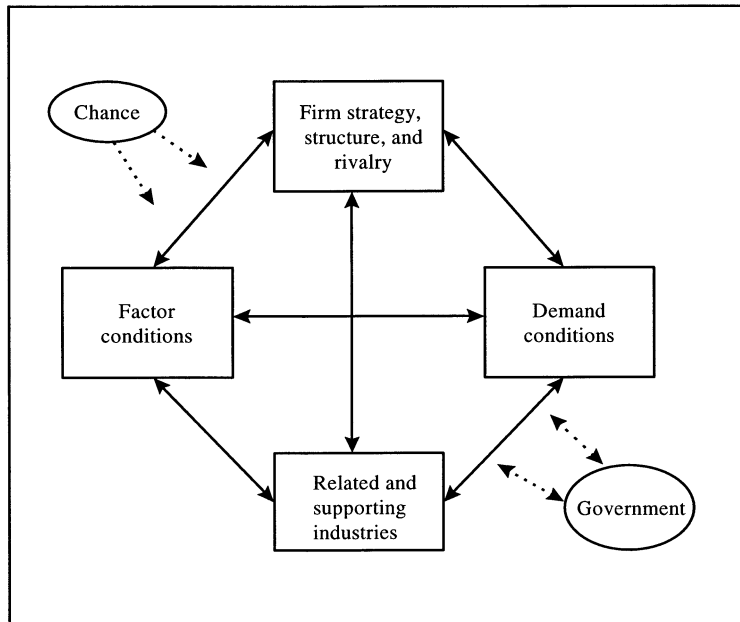 Chance
Firm strategy,
structure, and
rivalry
Factor
conditions
Demand
conditions
Related and
supporting
industries
Government